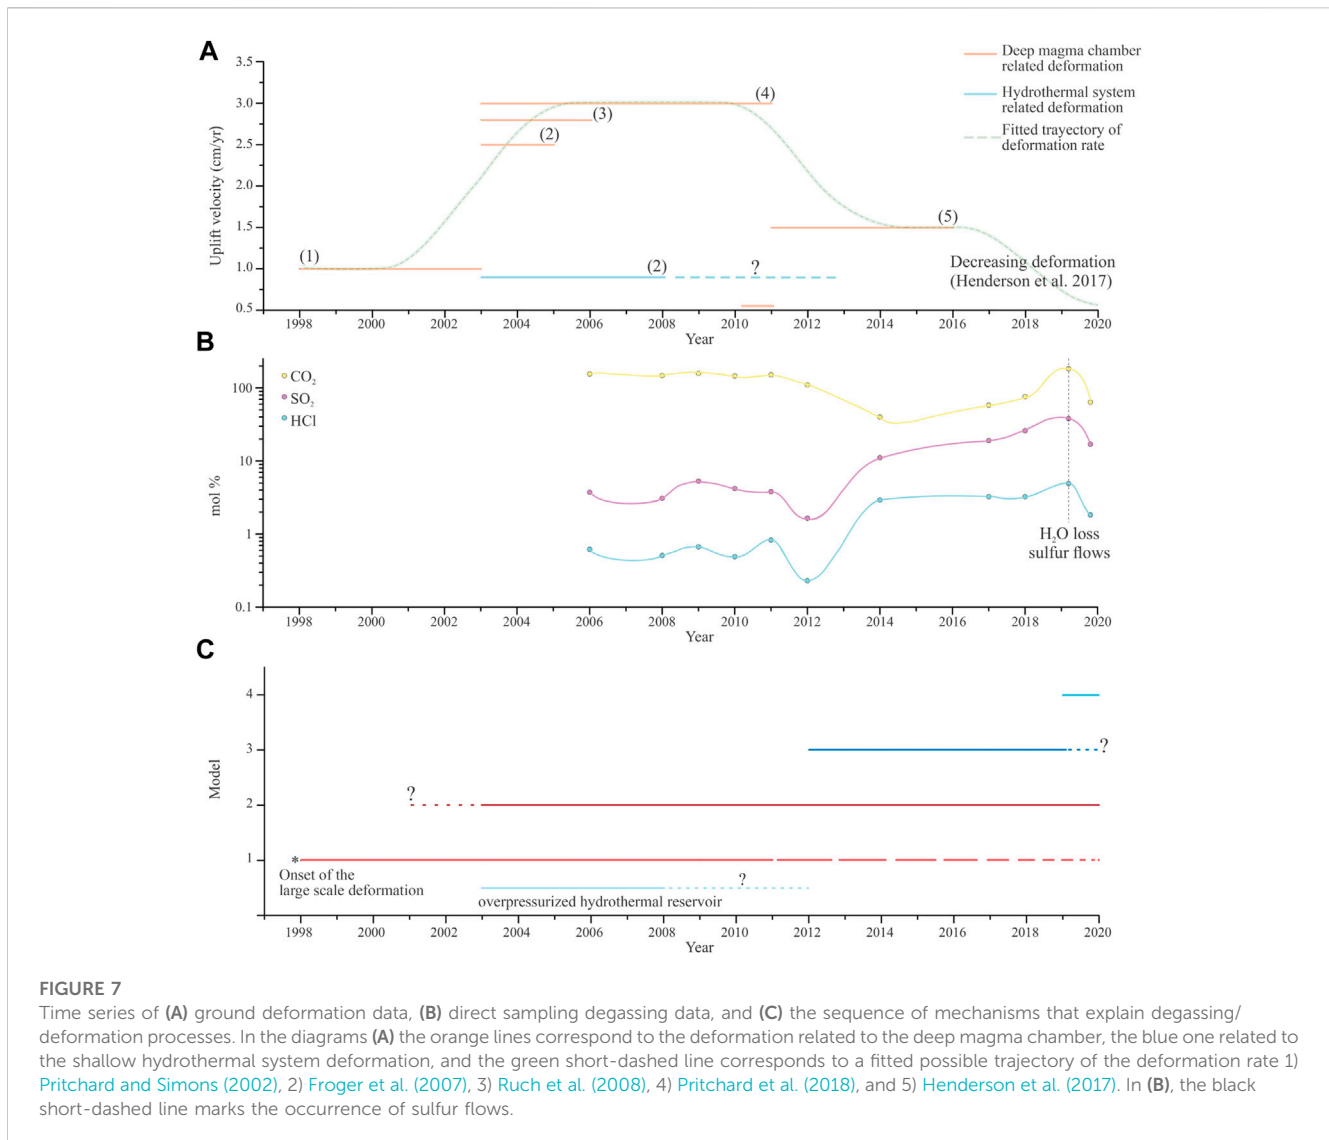 A
3.5
3.0
2.5
2.0
1.5
1.0
0.5
Uplift velocity (cm/yr)
Deep magma chamber
related deformation
Hydrothermal system
related deformation
Fitted trayectory of
deformation rate
(4)
(3)
(2)
(5)
(1)
(2)
?
Decreasing deformation
(Henderson et al. 2017)
1998 2000 2002 2004 2006 2008 2010 2012 2014 2016 2018 2020
Year
B
CO2
SO2
HCl
100
10
1
0.1
mol %
H2O loss
sulfur flows
1998 2000 2002 2004 2006 2008 2010 2012 2014 2016 2018 2020
Year
C
4
3
2
1
Model
?
?
*
Onset of the
large scale deformation
?
overpressurized hydrothermal reservoir
1998 2000 2002 2004 2006 2008 2010 2012 2014 2016 2018 2020
Year
FIGURE 7
Time series of (A) ground deformation data, (B) direct sampling degassing data, and (C) the sequence of mechanisms that explain degassing/
deformation processes. In the diagrams (A) the orange lines correspond to the deformation related to the deep magma chamber, the blue one related to
the shallow hydrothermal system deformation, and the green short-dashed line corresponds to a fitted possible trajectory of the deformation rate 1)
Pritchard and Simons (2002), 2) Froger et al. (2007), 3) Ruch et al. (2008), 4) Pritchard et al. (2018), and 5) Henderson et al. (2017). In (B), the black
short-dashed line marks the occurrence of sulfur flows.